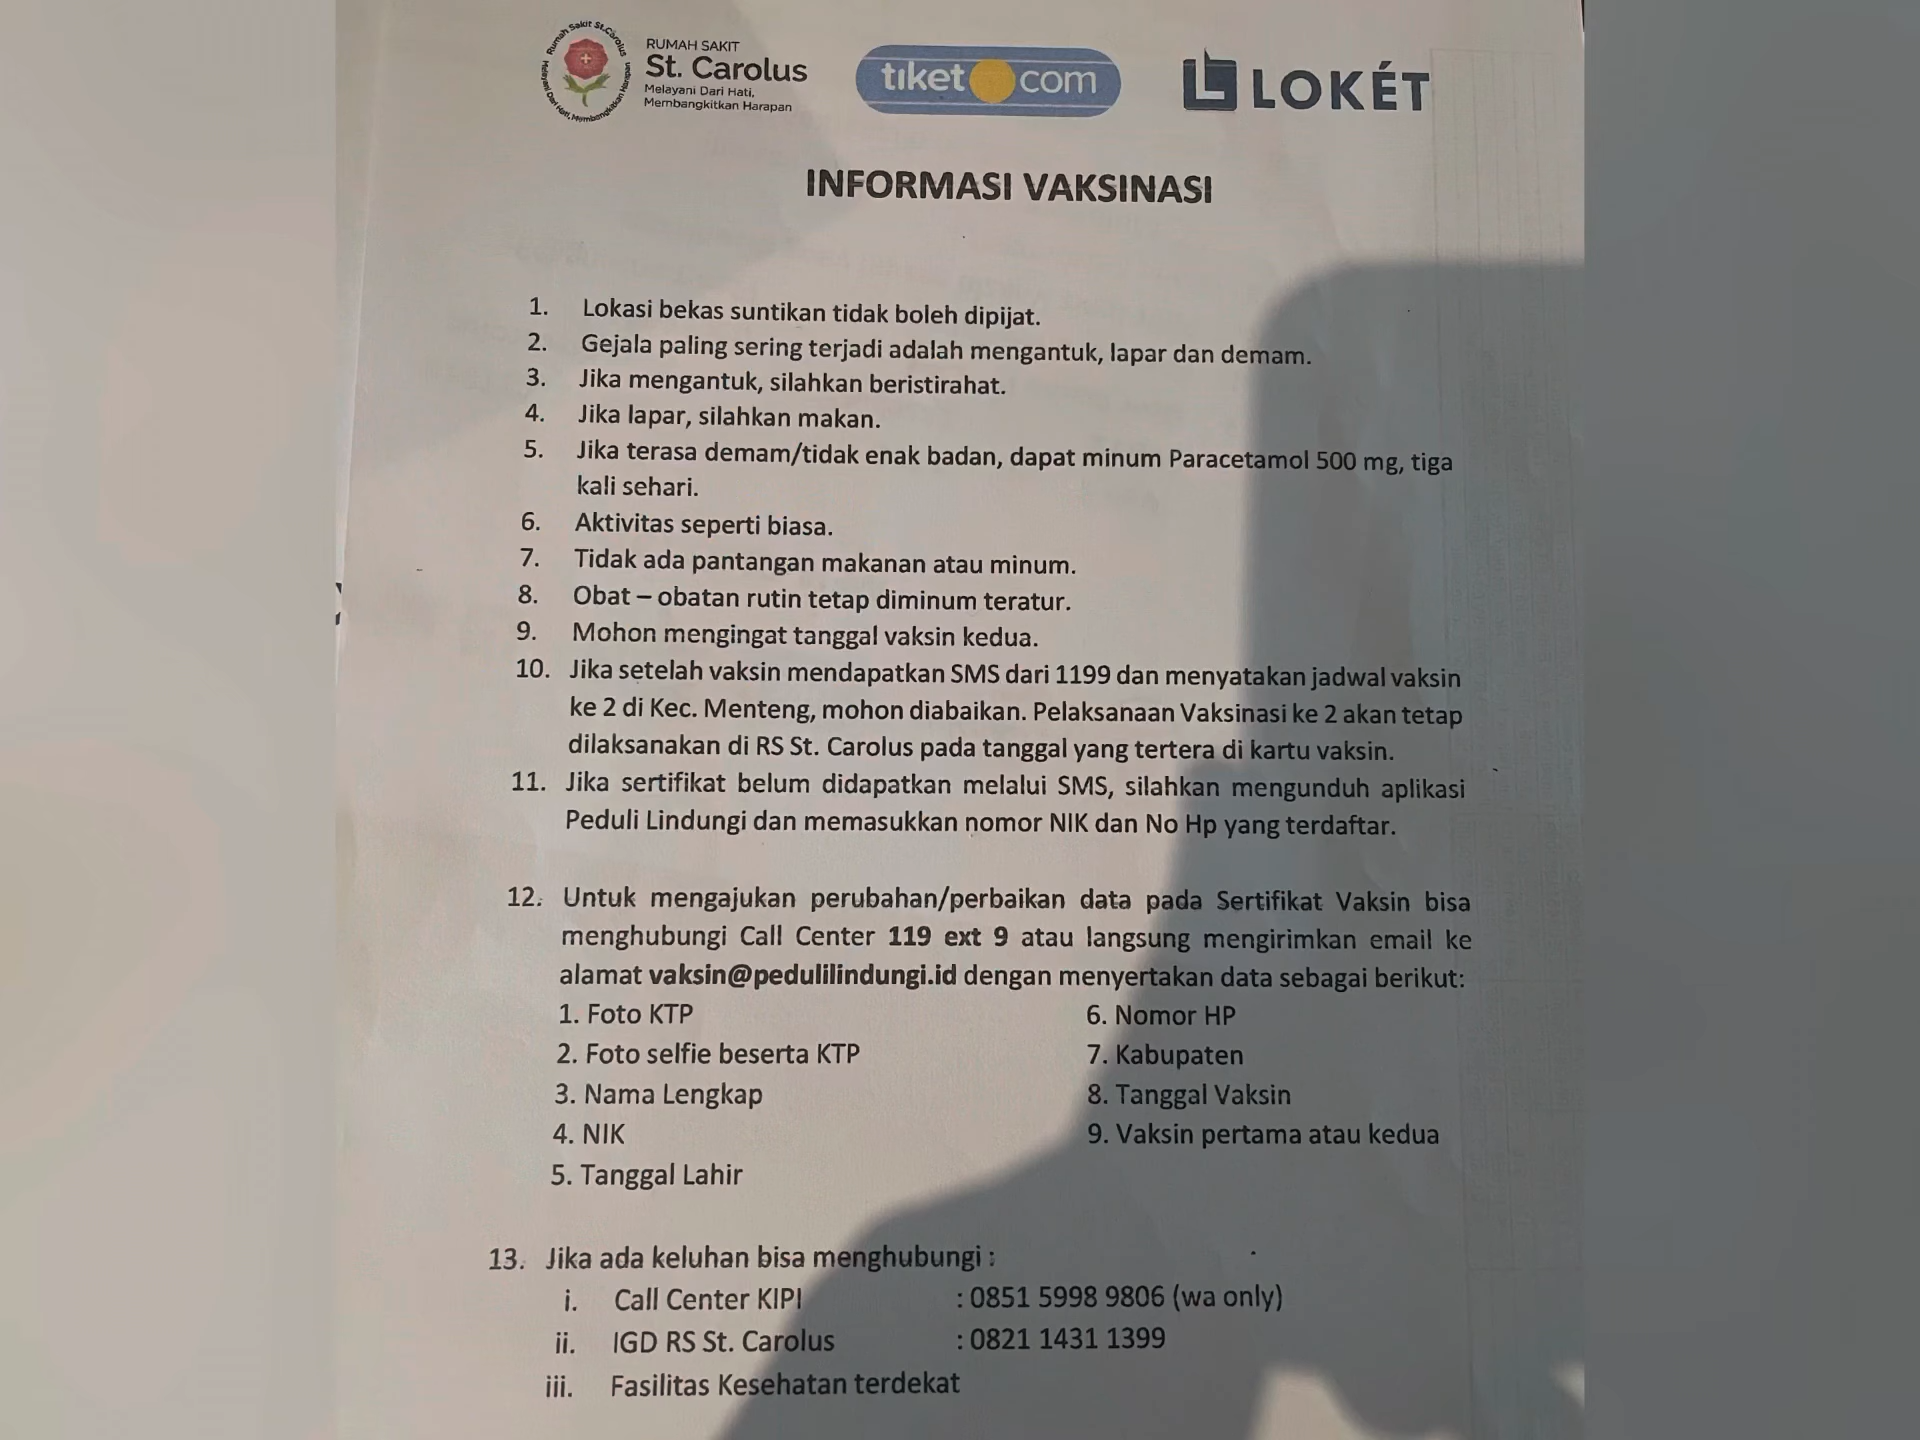 Rumah Sakit St.Carolus
Melayani Dari Hati, Membangkitkan Harapan
RUMAH SAKIT
St. Carolus
Melayani Dari Hati,
Membangkitkan Harapan
tiket com
LOKÉT
INFORMASI VAKSINASI
1. Lokasi bekas suntikan tidak boleh dipijat.
2. Gejala paling sering terjadi adalah mengantuk, lapar dan demam.
3. Jika mengantuk, silahkan beristirahat.
4. Jika lapar, silahkan makan.
5. Jika terasa demam/tidak enak badan, dapat minum Paracetamol 500 mg, tiga
kali sehari.
6. Aktivitas seperti biasa.
7. Tidak ada pantangan makanan atau minum.
8. Obat – obatan rutin tetap diminum teratur.
9. Mohon mengingat tanggal vaksin kedua.
10. Jika setelah vaksin mendapatkan SMS dari 1199 dan menyatakan jadwal vaksin
ke 2 di Kec. Menteng, mohon diabaikan. Pelaksanaan Vaksinasi ke 2 akan tetap
dilaksanakan di RS St. Carolus pada tanggal yang tertera di kartu vaksin.
11. Jika sertifikat belum didapatkan melalui SMS, silahkan mengunduh aplikasi
Peduli Lindungi dan memasukkan nomor NIK dan No Hp yang terdaftar.
12. Untuk mengajukan perubahan/perbaikan data pada Sertifikat Vaksin bisa
menghubungi Call Center 119 ext 9 atau langsung mengirimkan email ke
alamat vaksin@pedulilindungi.id dengan menyertakan data sebagai berikut:
1. Foto KTP
2. Foto selfie beserta KTP
3. Nama Lengkap
4. NIK
5. Tanggal Lahir
6. Nomor HP
7. Kabupaten
8. Tanggal Vaksin
9. Vaksin pertama atau kedua
13. Jika ada keluhan bisa menghubungi :
i. Call Center KIPI : 0851 5998 9806 (wa only)
ii. IGD RS St. Carolus : 0821 1431 1399
iii. Fasilitas Kesehatan terdekat